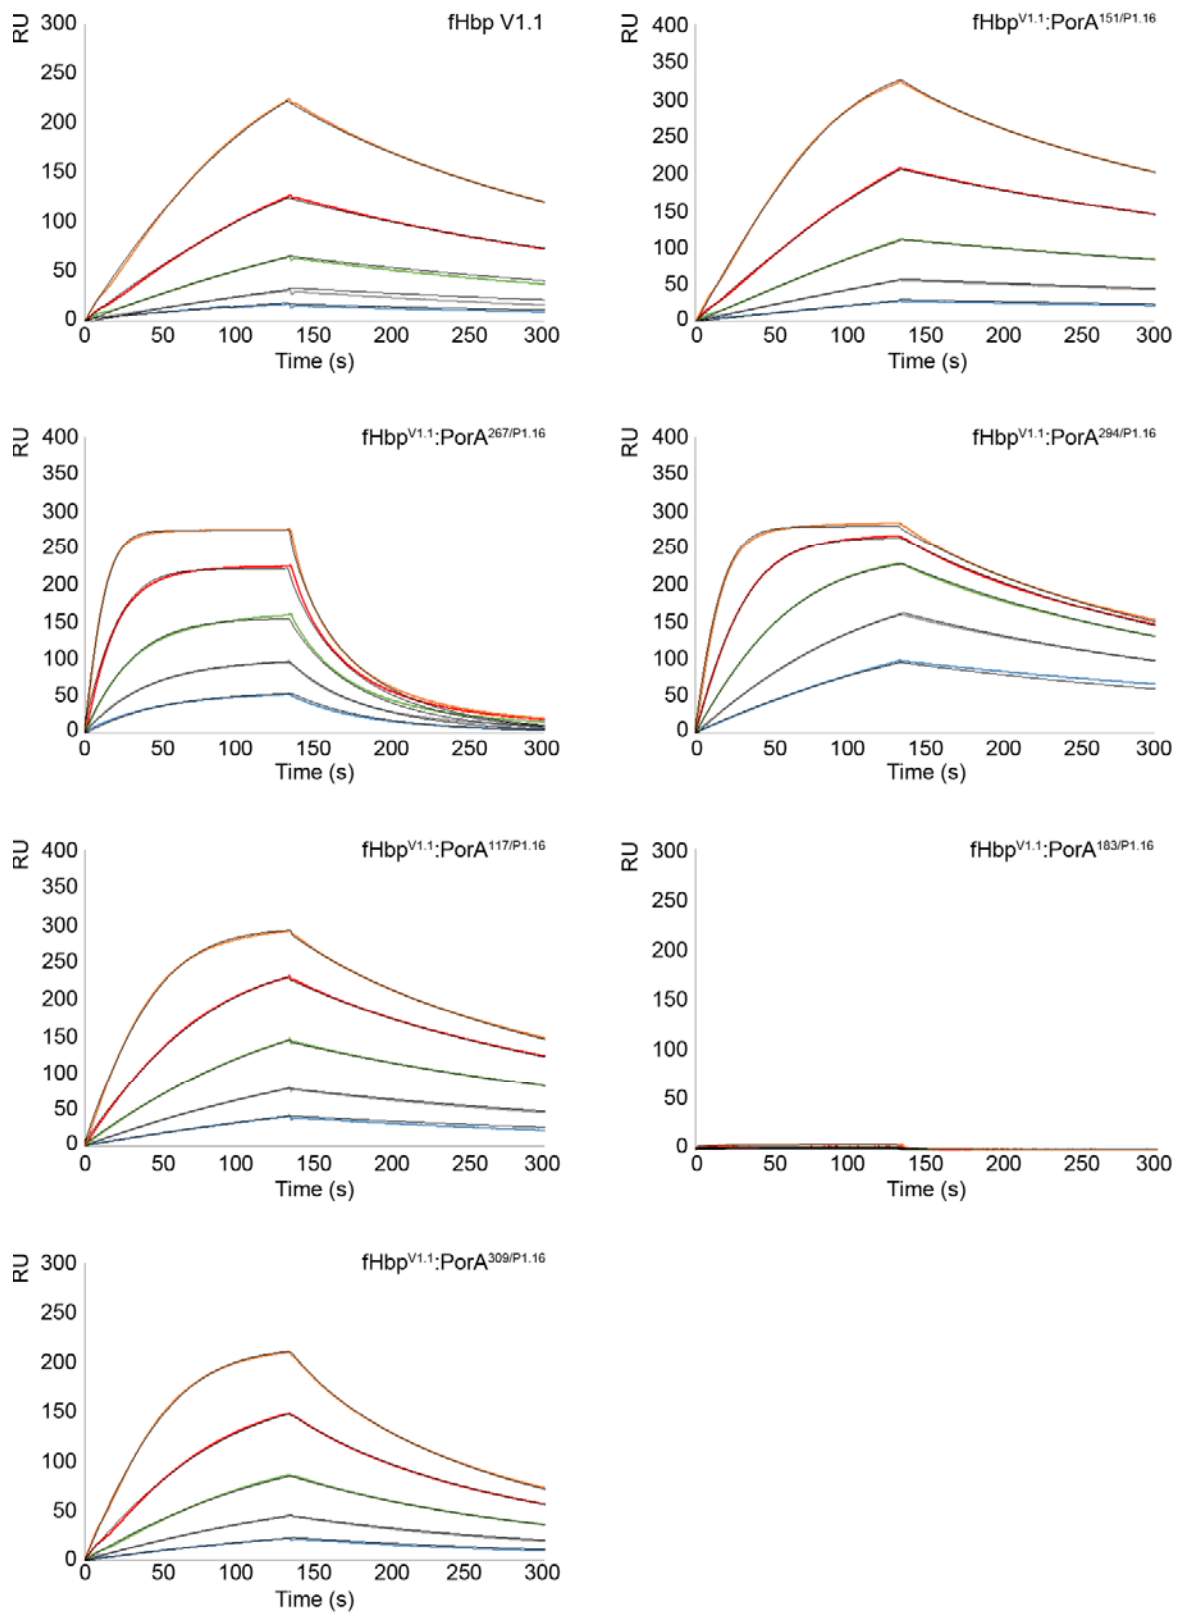 RU
fHbp V1.1
300
250
200
150
100
50
0
0 50 100 150 200 250 300
Time (s)
RU
fHbpV1.1:PorA151/P1.16
400
350
300
250
200
150
100
50
0
0 50 100 150 200 250 300
Time (s)
RU
fHbpV1.1:PorA267/P1.16
400
350
300
250
200
150
100
50
0
0 50 100 150 200 250 300
Time (s)
RU
fHbpV1.1:PorA294/P1.16
400
350
300
250
200
150
100
50
0
0 50 100 150 200 250 300
Time (s)
RU
fHbpV1.1:PorA117/P1.16
400
350
300
250
200
150
100
50
0
0 50 100 150 200 250 300
Time (s)
RU
fHbpV1.1:PorA183/P1.16
300
250
200
150
100
50
0
0 50 100 150 200 250 300
Time (s)
RU
fHbpV1.1:PorA309/P1.16
300
250
200
150
100
50
0
0 50 100 150 200 250 300
Time (s)